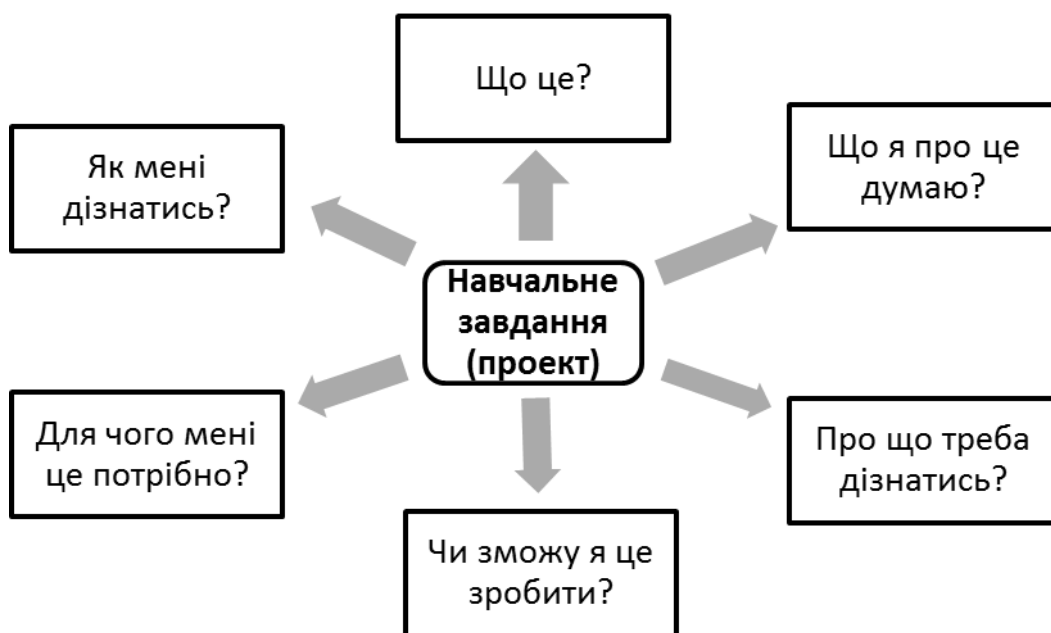 Що це?
Як мені
дізнатись?
Що я про це
думаю?
Навчальне
завдання
(проект)
Для чого мені
це потрібно?
Про що треба
дізнатись?
Чи зможу я це
зробити?